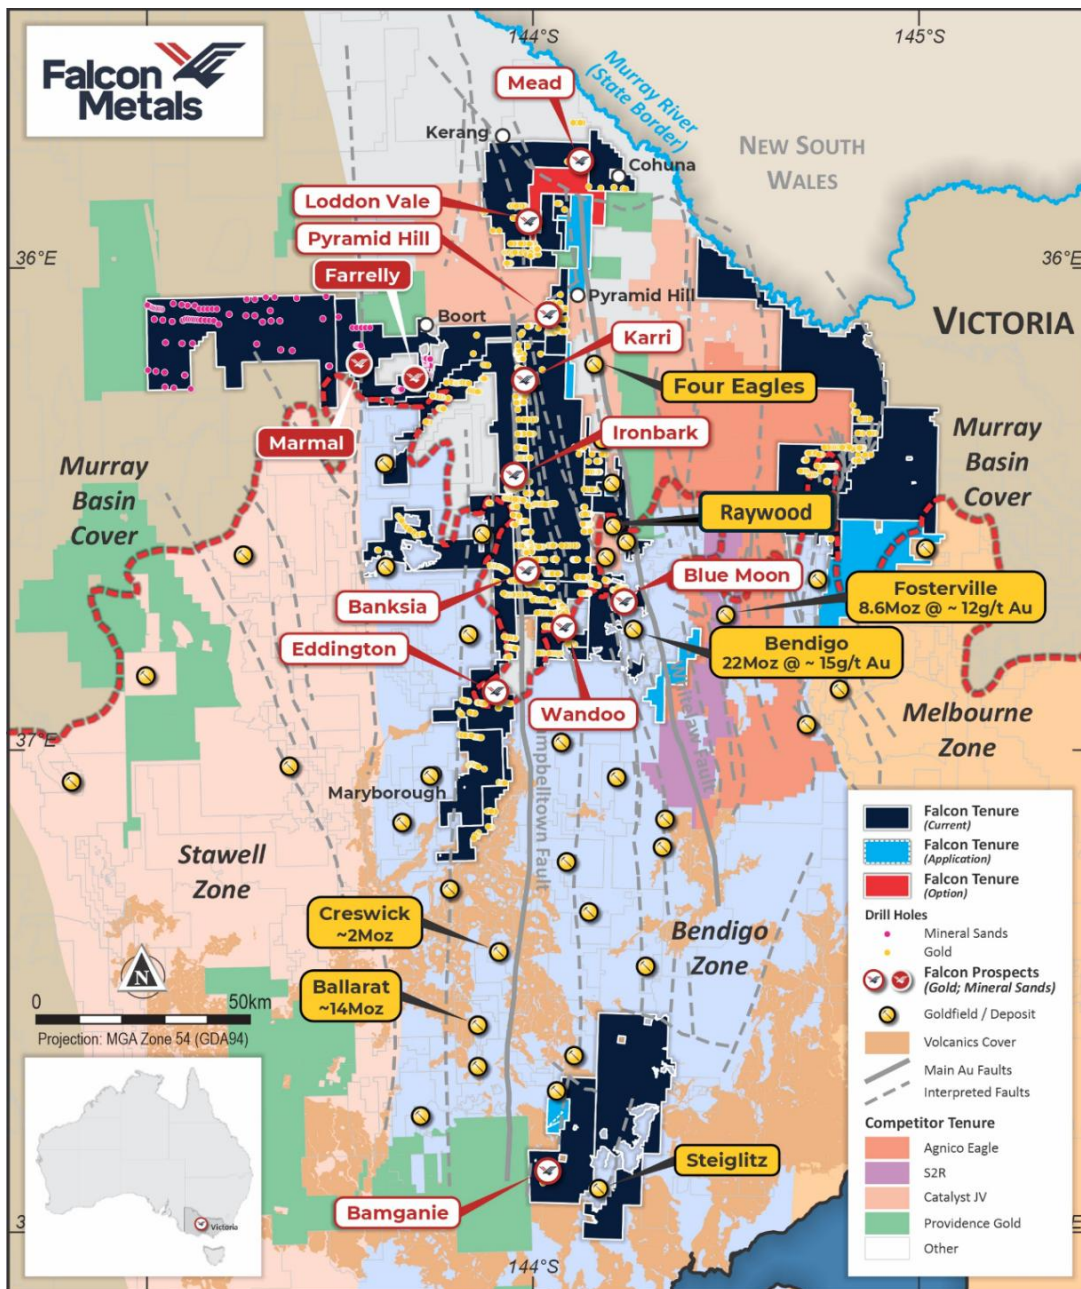 Falcon
Metals
144°S
145°S
Murray River
(State Border)
NEW SOUTH
WALES
Mead
Kerang
Cohuna
Loddon Vale
Pyramid Hill
Farrelly
36°E
36°E
Pyramid Hill
VICTORIA
Boort
Karri
Four Eagles
Marmal
Ironbark
Murray
Basin
Cover
Murray
Basin
Cover
Raywood
Banksia
Blue Moon
Fosterville
8.6Moz @ ~ 12g/t Au
Bendigo
22Moz @ ~ 15g/t Au
Eddington
Wandoo
Melbourne
Zone
Whitelaw Fault
37°E
Maryborough
Campbelltown Fault
Stawell
Zone
Creswick
~2Moz
Bendigo
Zone
Ballarat
~14Moz
N
0
50km
Projection: MGA Zone 54 (GDA94)
Victoria
Steiglitz
Bamganie
144°S
Falcon Tenure
(Current)
Falcon Tenure
(Application)
Falcon Tenure
(Option)
Drill Holes
Mineral Sands
Gold
Falcon Prospects
(Gold; Mineral Sands)
Goldfield / Deposit
Volcanics Cover
Main Au Faults
Interpreted Faults
Competitor Tenure
Agnico Eagle
S2R
Catalyst JV
Providence Gold
Other